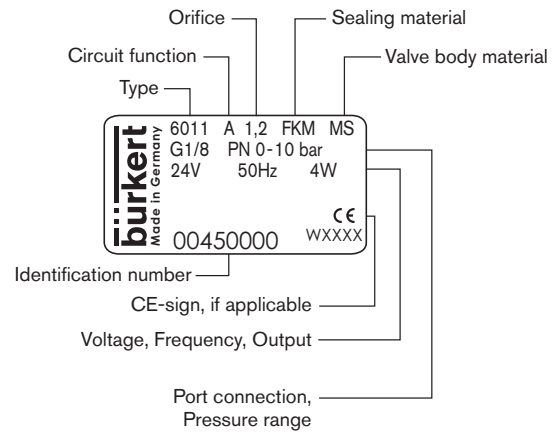 Orifice
Sealing material
Circuit function
Valve body material
Type
6011 A 1,2 FKM MS
G1/8 PN 0-10 bar
24V 50Hz 4W
bürkert
Made in Germany
CE
00450000
WXXXX
Identification number
CE-sign, if applicable
Voltage, Frequency, Output
Port connection,
Pressure range